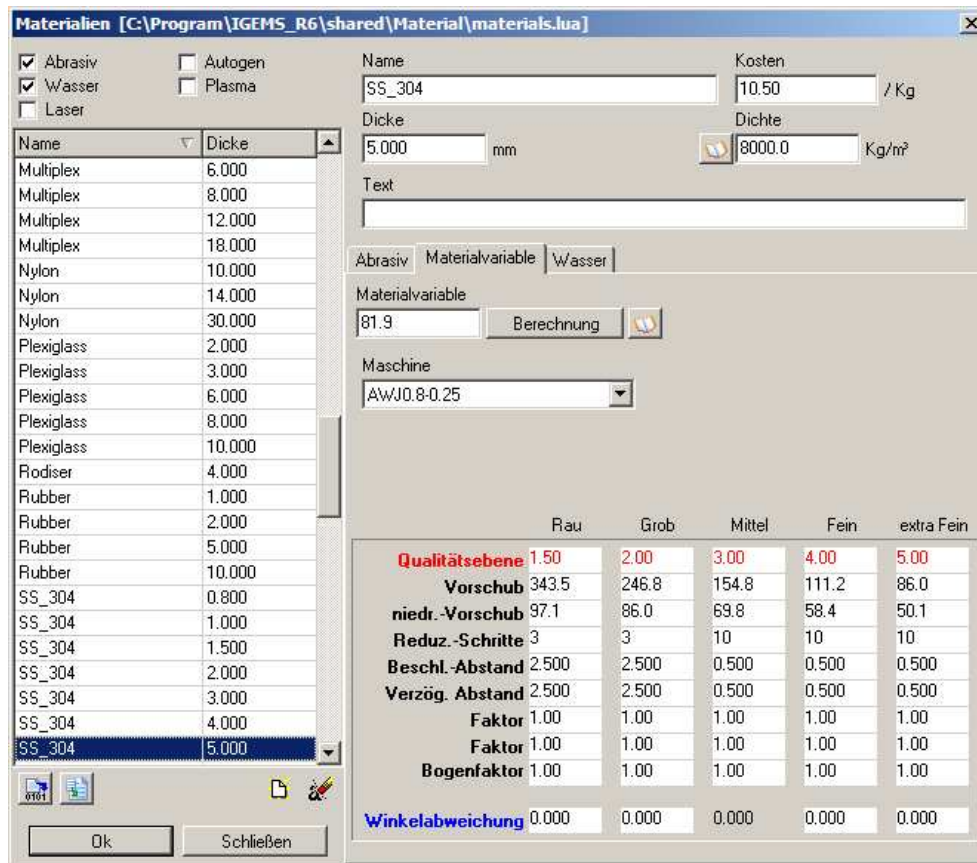 Materialien [C:\Program\IGEMS_R6\shared\Material\materials.lua]
Abrasiv Autogen
Wasser Plasma
Laser
Name Dicke
Multiplex 6.000
Multiplex 8.000
Multiplex 12.000
Multiplex 18.000
Nylon 10.000
Nylon 14.000
Nylon 30.000
Plexiglass 2.000
Plexiglass 3.000
Plexiglass 6.000
Plexiglass 8.000
Plexiglass 10.000
Rodiser 4.000
Rubber 1.000
Rubber 2.000
Rubber 5.000
Rubber 10.000
SS_304 0.800
SS_304 1.000
SS_304 1.500
SS_304 2.000
SS_304 3.000
SS_304 4.000
SS_304 5.000
Ok Schließen
Name Kosten
SS_304 10.50 / Kg
Dicke Dichte
5.000 mm 8000.0 Kg/m³
Text
Abrasiv Materialvariable Wasser
Materialvariable
81.9 Berechnung
Maschine
AWJ0.8-0.25
Rau Grob Mittel Fein extra Fein
Qualitätsebene 1.50 2.00 3.00 4.00 5.00
Vorschub 343.5 246.8 154.8 111.2 86.0
niedr.-Vorschub 97.1 86.0 69.8 58.4 50.1
Reduz.-Schritte 3 3 10 10 10
Beschl.-Abstand 2.500 2.500 0.500 0.500 0.500
Verzög. Abstand 2.500 2.500 0.500 0.500 0.500
Faktor 1.00 1.00 1.00 1.00 1.00
Faktor 1.00 1.00 1.00 1.00 1.00
Bogenfaktor 1.00 1.00 1.00 1.00 1.00
Winkelabweichung 0.000 0.000 0.000 0.000 0.000